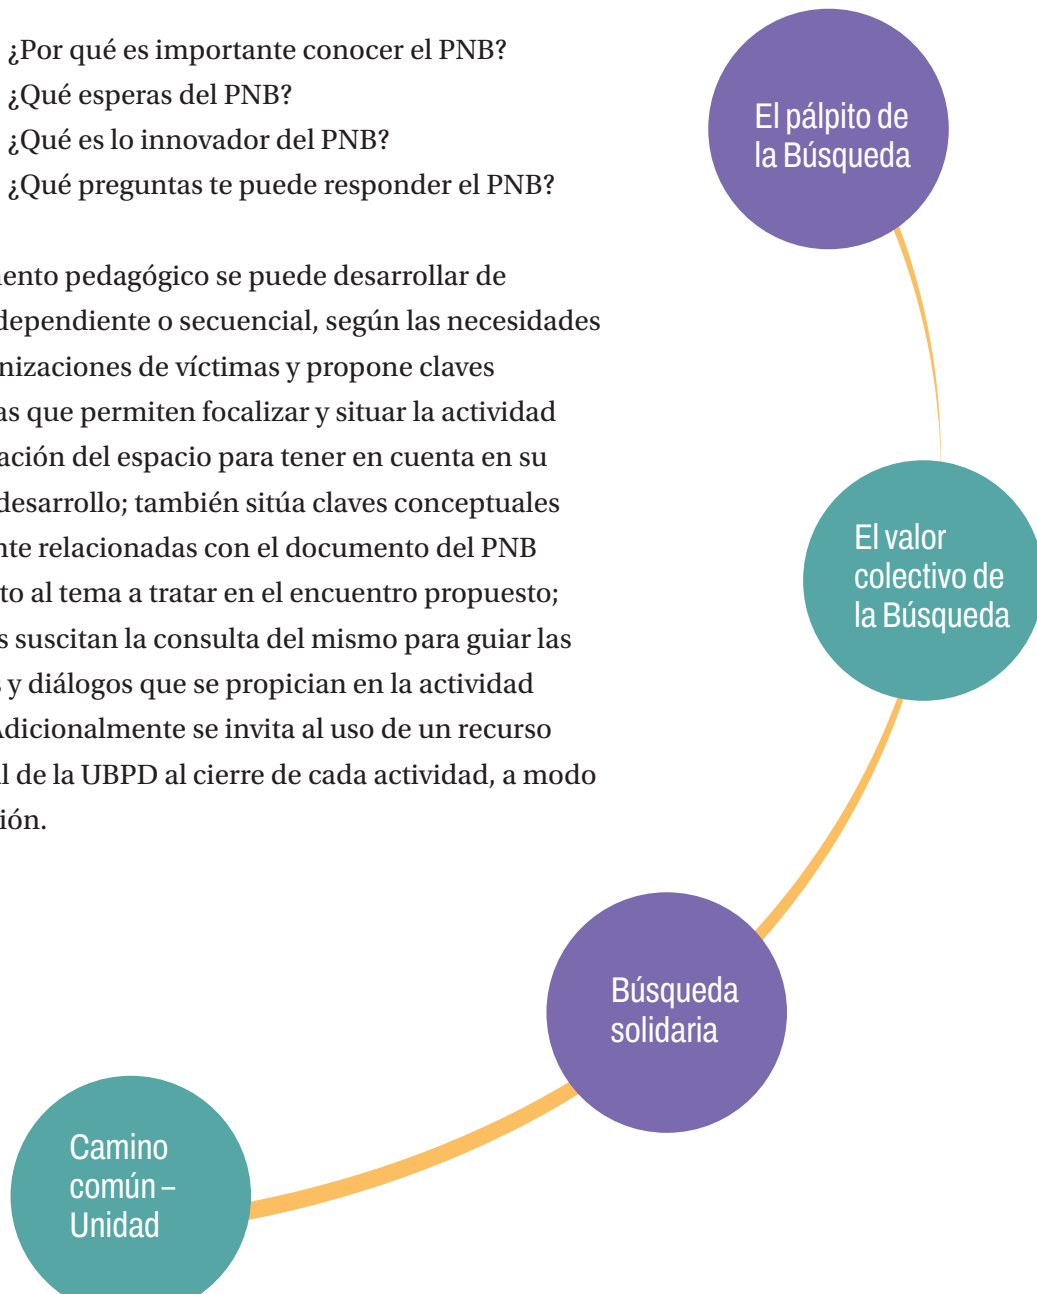 ¿Por qué es importante conocer el PNB?
¿Qué esperas del PNB?
¿Qué es lo innovador del PNB?
¿Qué preguntas te puede responder el PNB?
ento pedagógico se puede desarrollar de
dependiente o secuencial, según las necesidades
nizaciones de víctimas y propone claves
as que permiten focalizar y situar la actividad
ación del espacio para tener en cuenta en su
desarrollo; también sitúa claves conceptuales
nte relacionadas con el documento del PNB
to al tema a tratar en el encuentro propuesto;
s suscitan la consulta del mismo para guiar las
s y diálogos que se propician en la actividad
Adicionalmente se invita al uso de un recurso
l de la UBPD al cierre de cada actividad, a modo
ión.
El pálpito de
la Búsqueda
El valor
colectivo de
la Búsqueda
Búsqueda
solidaria
Camino
común –
Unidad